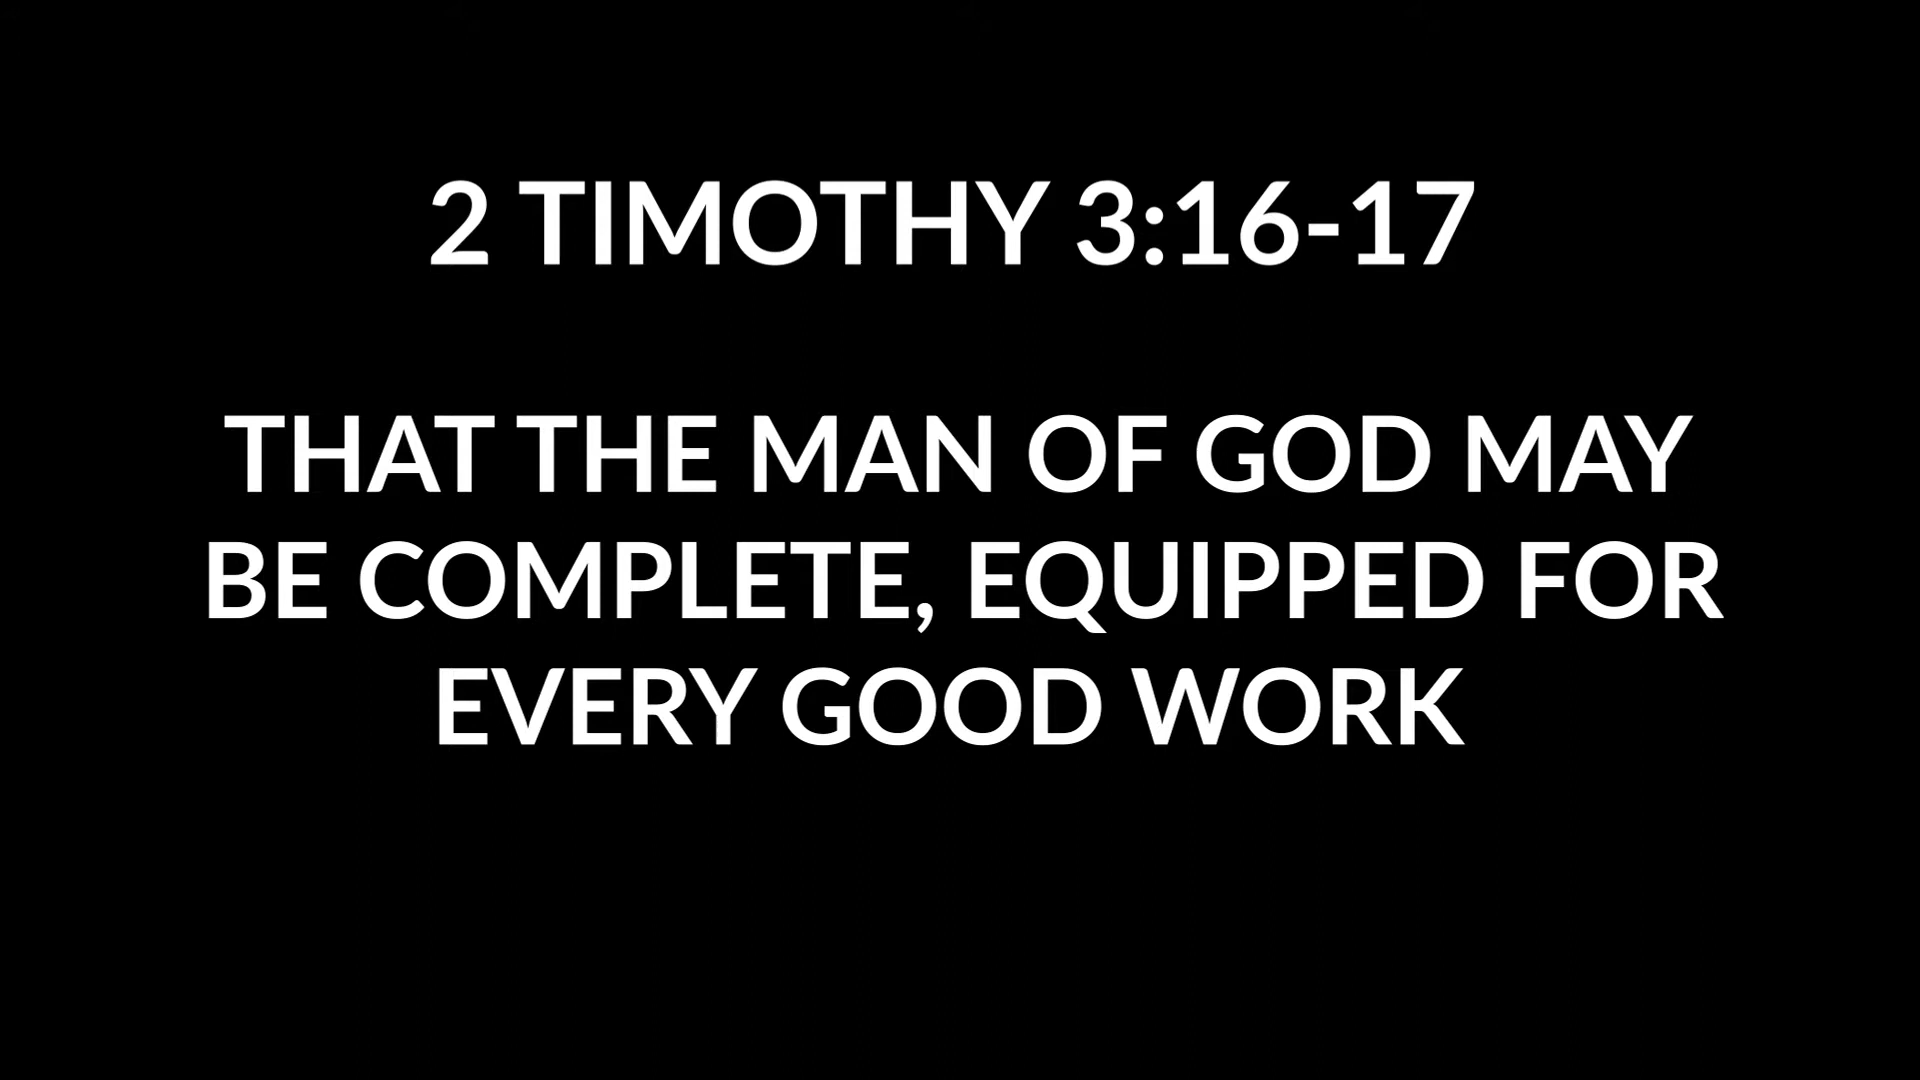 2 TIMOTHY 3:16-17
THAT THE MAN OF GOD MAY
BE COMPLETE, EQUIPPED FOR
EVERY GOOD WORK